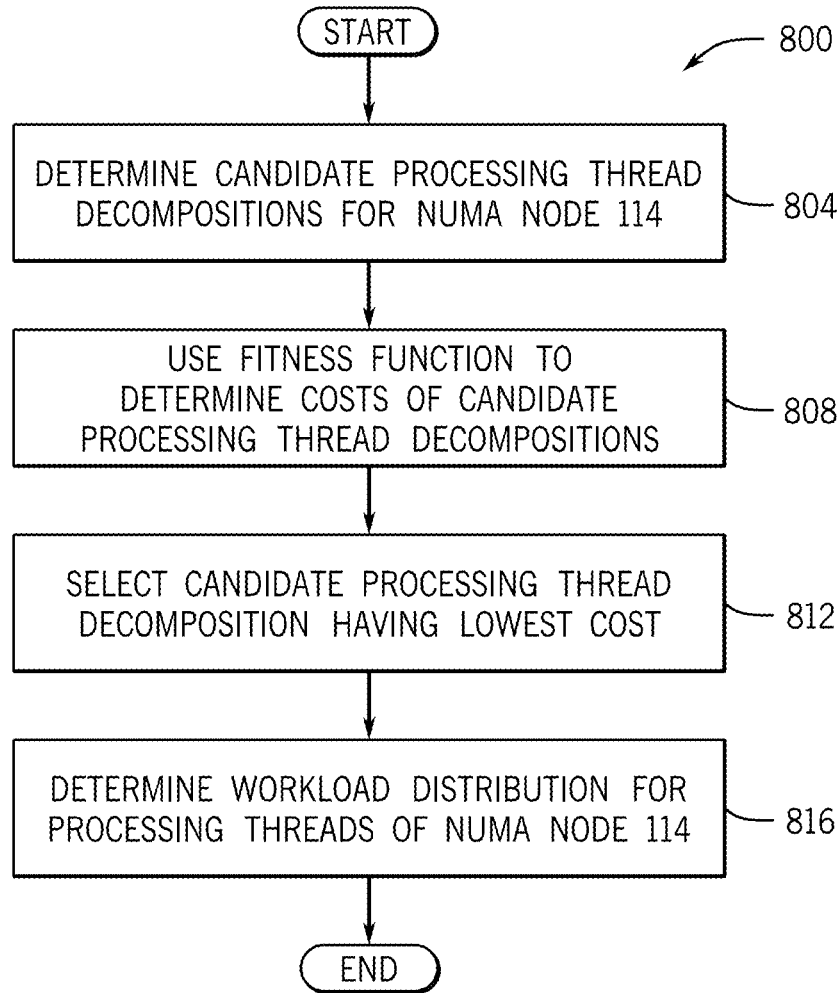 START
800
DETERMINE CANDIDATE PROCESSING THREAD
DECOMPOSITIONS FOR NUMA NODE 114
804
USE FITNESS FUNCTION TO
DETERMINE COSTS OF CANDIDATE
PROCESSING THREAD DECOMPOSITIONS
808
SELECT CANDIDATE PROCESSING THREAD
DECOMPOSITION HAVING LOWEST COST
812
DETERMINE WORKLOAD DISTRIBUTION FOR
PROCESSING THREADS OF NUMA NODE 114
816
END